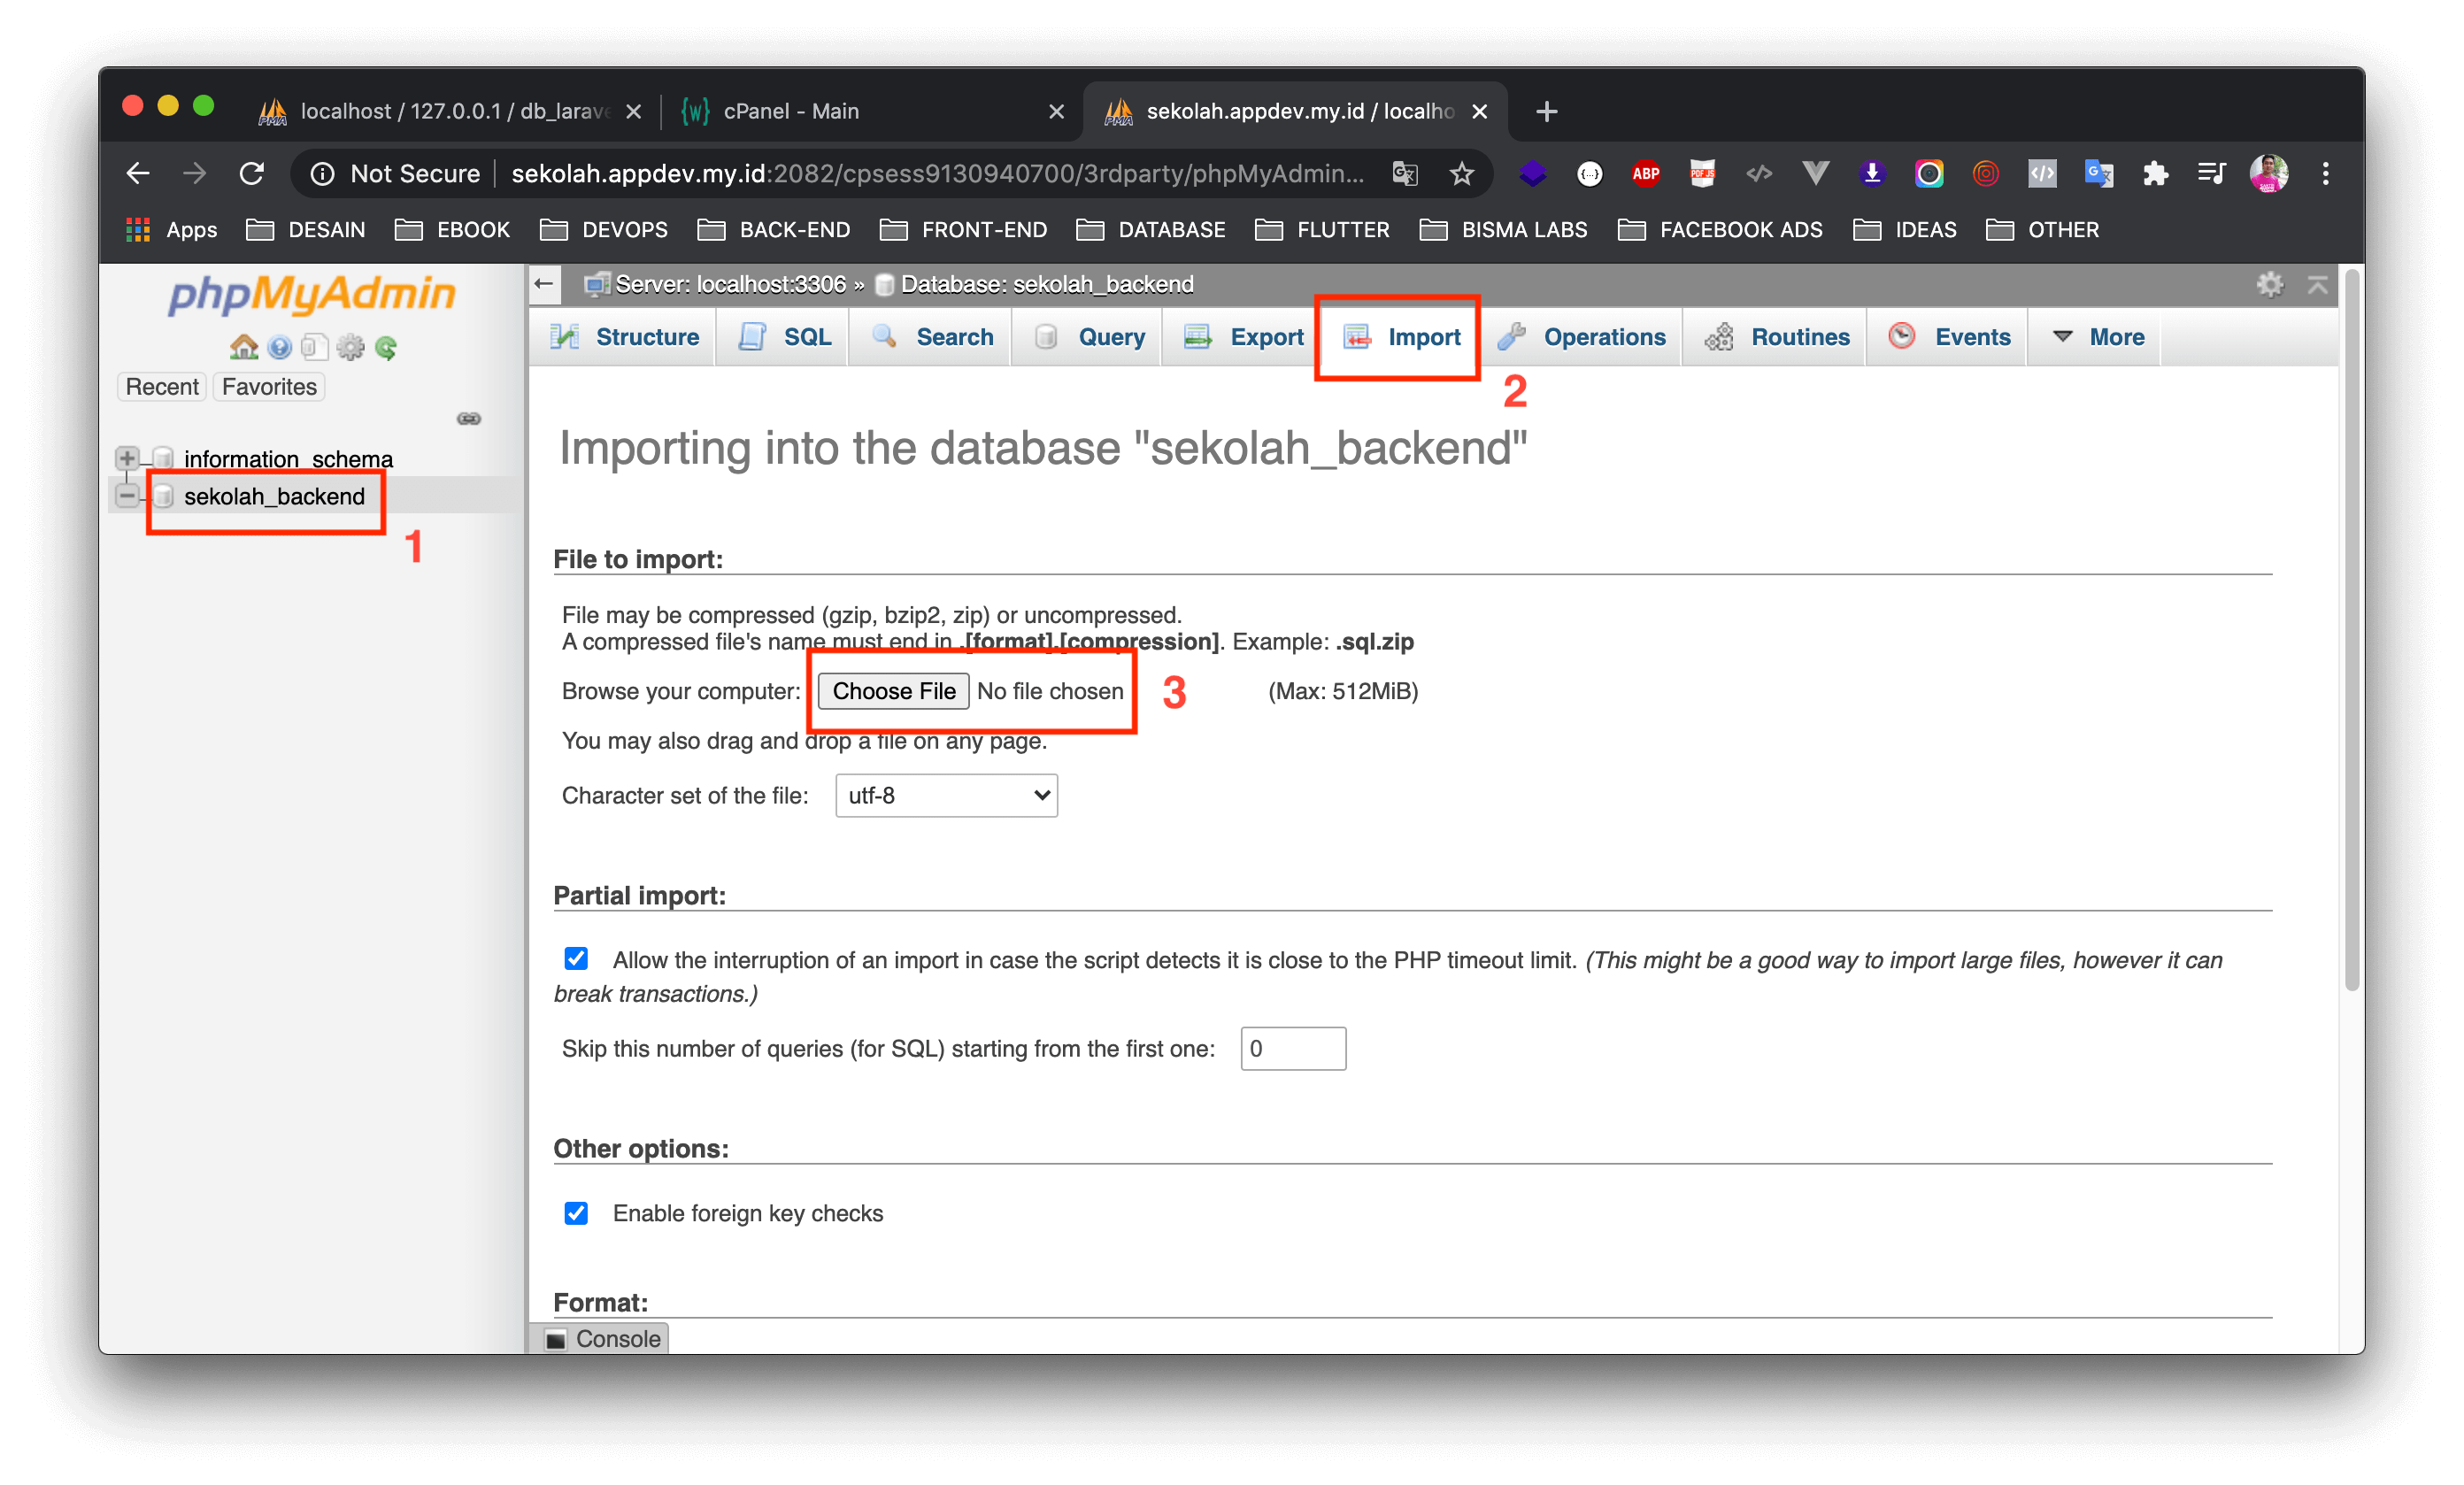 localhost / 127.0.0.1 / db_larave
cPanel - Main
sekolah.appdev.my.id / localho
Not Secure
sekolah.appdev.my.id:2082/cpsess9130940700/3rdparty/phpMyAdmin...
ABP
PDF JS
Apps
DESAIN
EBOOK
DEVOPS
BACK-END
FRONT-END
DATABASE
FLUTTER
BISMA LABS
FACEBOOK ADS
IDEAS
OTHER
phpMyAdmin
Recent
Favorites
information_schema
sekolah_backend
1
Server: localhost:3306 » Database: sekolah_backend
Structure
SQL
Search
Query
Export
Import
Operations
Routines
Events
More
2
Importing into the database "sekolah_backend"
File to import:
File may be compressed (gzip, bzip2, zip) or uncompressed.
A compressed file's name must end in .[format].[compression]. Example: .sql.zip
Browse your computer: Choose File No file chosen 3 (Max: 512MiB)
You may also drag and drop a file on any page.
Character set of the file: utf-8
Partial import:
Allow the interruption of an import in case the script detects it is close to the PHP timeout limit. (This might be a good way to import large files, however it can
break transactions.)
Skip this number of queries (for SQL) starting from the first one: 0
Other options:
Enable foreign key checks
Format:
Console